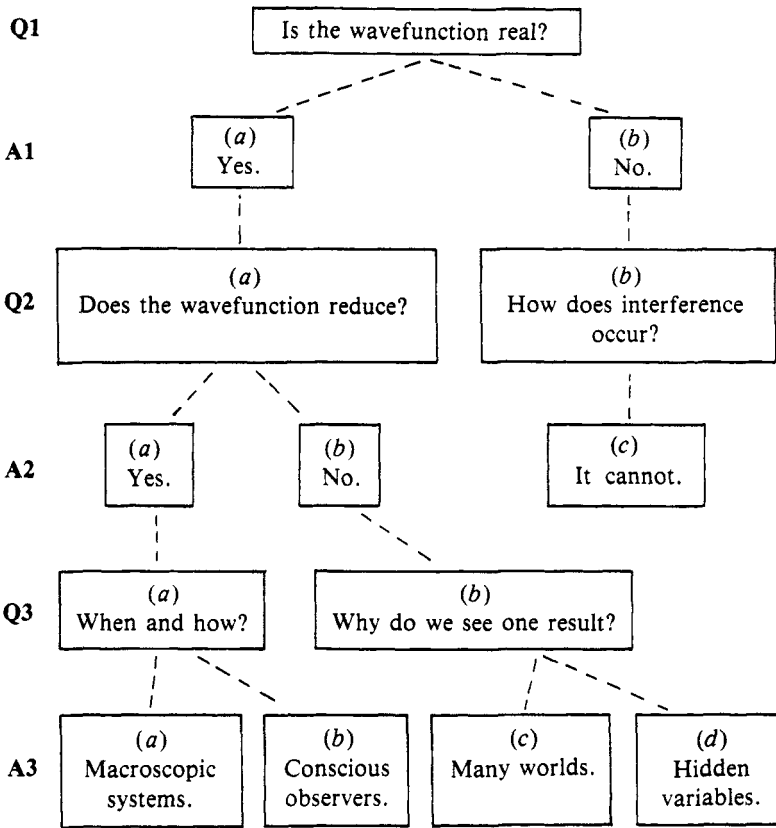 Q1
Is the wavefunction real?
A1
(a)
Yes.
(b)
No.
Q2
(a)
Does the wavefunction reduce?
(b)
How does interference
occur?
A2
(a)
Yes.
(b)
No.
(c)
It cannot.
Q3
(a)
When and how?
(b)
Why do we see one result?
A3
(a)
Macroscopic
systems.
(b)
Conscious
observers.
(c)
Many worlds.
(d)
Hidden
variables.